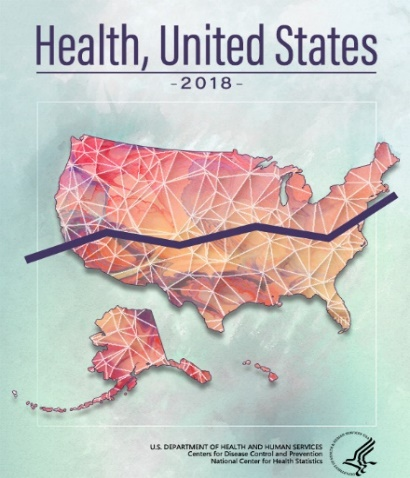 Health, United States
-2018-
U.S. DEPARTMENT OF HEALTH AND HUMAN SERVICES
Centers for Disease Control and Prevention
National Center for Health Statistics